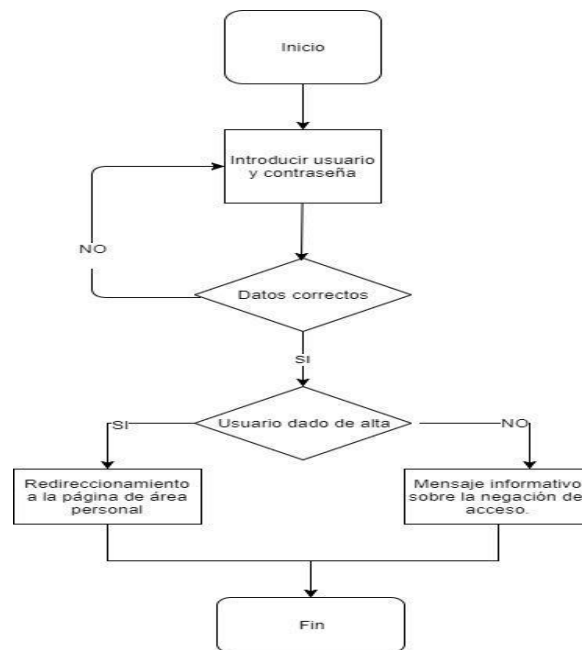 Inicio
Introducir usuario
y contraseña
NO
Datos correctos
SI
Usuario dado de alta
SI
NO
Redireccionamiento
a la página de área
personal
Mensaje informativo
sobre la negación de
acceso.
Fin